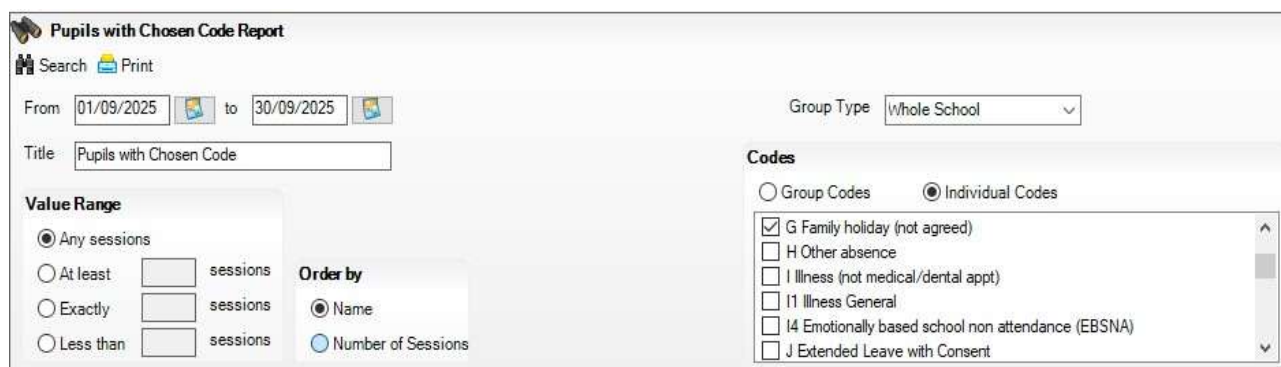 Pupils with Chosen Code Report
Search Print
From 01/09/2025 to 30/09/2025
Group Type Whole School
Title Pupils with Chosen Code
Value Range
Any sessions
At least sessions
Exactly sessions
Less than sessions
Order by
Name
Number of Sessions
Codes
Group Codes Individual Codes
G Family holiday (not agreed)
H Other absence
I Illness (not medical/dental appt)
I1 Illness General
I4 Emotionally based school non attendance (EBSNA)
J Extended Leave with Consent